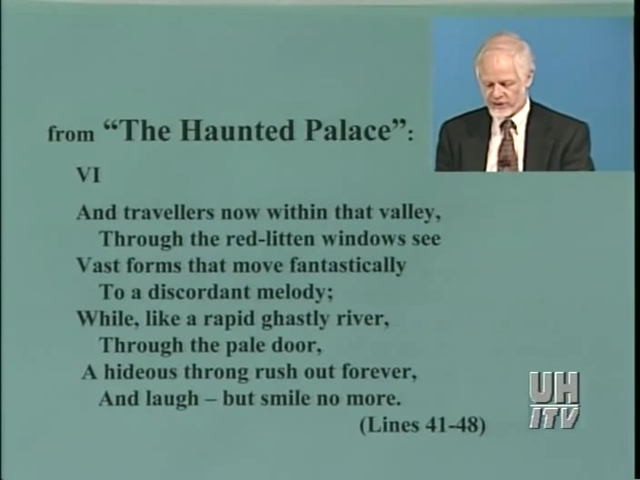 from “The Haunted Palace”:
VI
And travellers now within that valley,
Through the red-litten windows see
Vast forms that move fantastically
To a discordant melody;
While, like a rapid ghastly river,
Through the pale door,
A hideous throng rush out forever,
And laugh – but smile no more.
(Lines 41-48)
UH
ITV